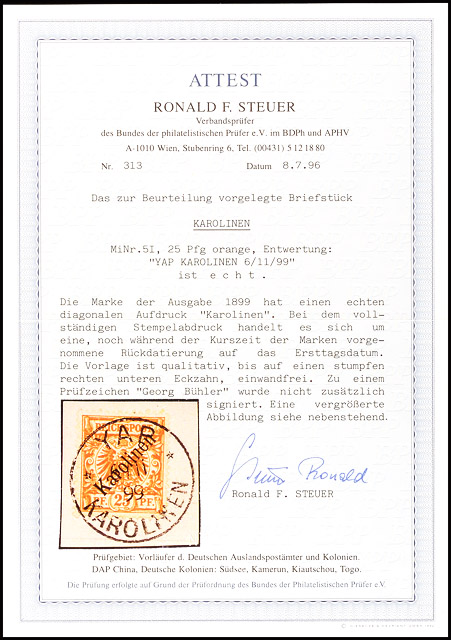 ATTEST
RONALD F. STEUER
Verbandsprüfer
des Bundes der philatelistischen Prüfer e.V. im BDPh und APHV
A-1010 Wien, Stubenring 6, Tel. (00431) 5 12 18 80
Nr. 313 Datum 8.7.96
Das zur Beurteilung vorgelegte Briefstück
KAROLINEN
MiNr.5I, 25 Pfg orange, Entwertung:
"YAP KAROLINEN 6/11/99"
ist e c h t .
Die Marke der Ausgabe 1899 hat einen echten
diagonalen Aufdruck "Karolinen". Bei dem voll-
ständigen Stempelabdruck handelt es sich um
eine, noch während der Kurszeit der Marken vorge-
nommene Rückdatierung auf das Ersttagsdatum.
Die Vorlage ist qualitativ, bis auf einen stumpfen
rechten unteren Eckzahn, einwandfrei. Zu einem
Prüfzeichen "Georg Bühler" wurde nicht zusätzlich
signiert. Eine vergrößerte
Abbildung siehe nebenstehend.
YAP
Karolinen
99
25
KAROLINEN
Steuer Ronald
Ronald F. STEUER
Prüfgebiet: Vorläufer d. Deutschen Auslandspostämter und Kolonien.
DAP China, Deutsche Kolonien: Südsee, Kamerun, Kiautschou, Togo.
Die Prüfung erfolgte auf Grund der Prüfordnung des Bundes der Philatelistischen Prüfer e.V.